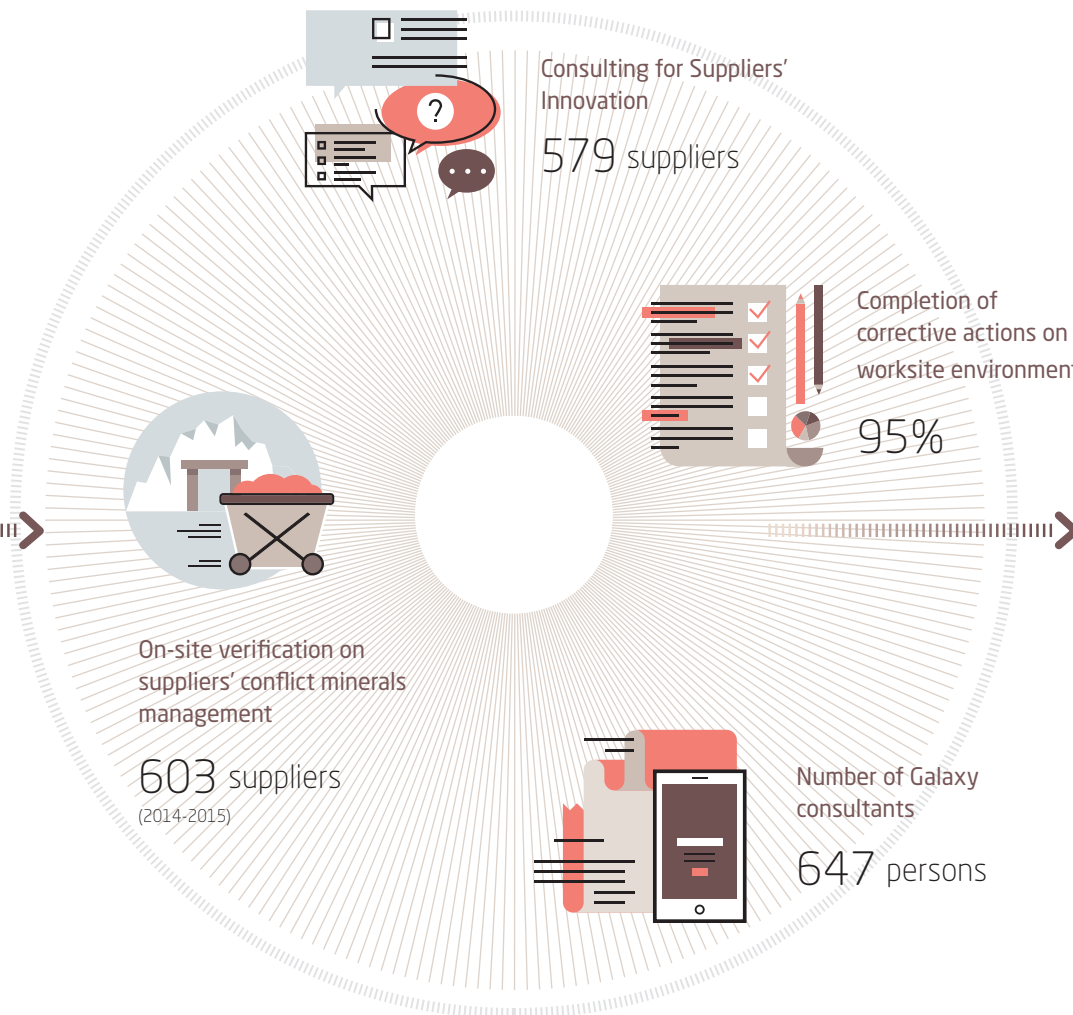 Consulting for Suppliers’
Innovation
579 suppliers
?
Completion of
corrective actions on
worksite environment
95%
On-site verification on
suppliers’ conflict minerals
management
603 suppliers
(2014-2015)
Number of Galaxy
consultants
647 persons